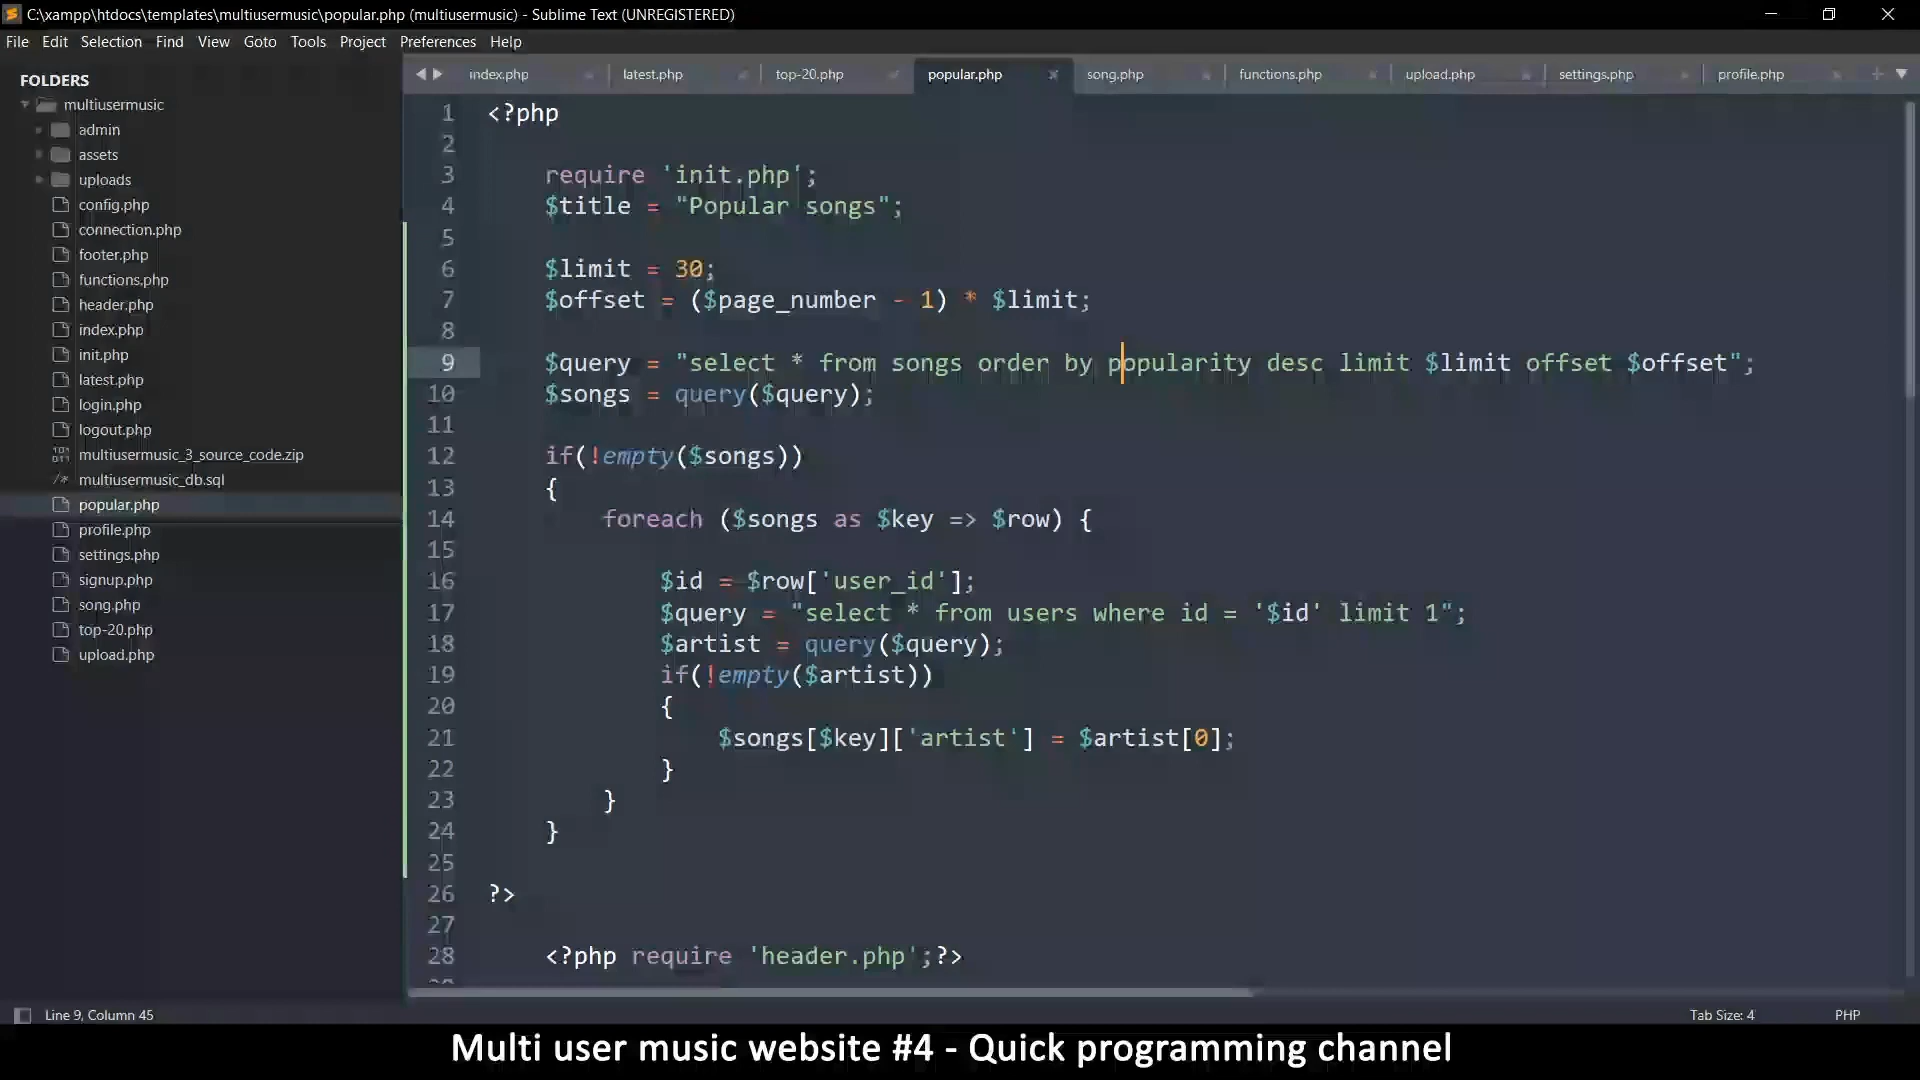 C:\xampp\htdocs\templates\multiusermusic\popular.php (multiusermusic) - Sublime Text (UNREGISTERED)
File Edit Selection Find View Goto Tools Project Preferences Help
FOLDERS
multiusermusic
admin
assets
uploads
config.php
connection.php
footer.php
functions.php
header.php
index.php
init.php
latest.php
login.php
logout.php
multiusermusic_3_source_code.zip
multiusermusic_db.sql
popular.php
profile.php
settings.php
signup.php
song.php
top-20.php
upload.php
index.php latest.php top-20.php popular.php song.php functions.php upload.php settings.php profile.php
1 <?php
2
3 require 'init.php';
4 $title = "Popular songs";
5
6 $limit = 30;
7 $offset = ($page_number - 1) * $limit;
8
9 $query = "select * from songs order by popularity desc limit $limit offset $offset";
10 $songs = query($query);
11
12 if(!empty($songs))
13 {
14 foreach ($songs as $key => $row) {
15
16 $id = $row['user_id'];
17 $query = "select * from users where id = '$id' limit 1";
18 $artist = query($query);
19 if(!empty($artist))
20 {
21 $songs[$key]['artist'] = $artist[0];
22 }
23 }
24 }
25
26 ?>
27
28 <?php require 'header.php';?>
Line 9, Column 45
Tab Size: 4 PHP
Multi user music website #4 - Quick programming channel